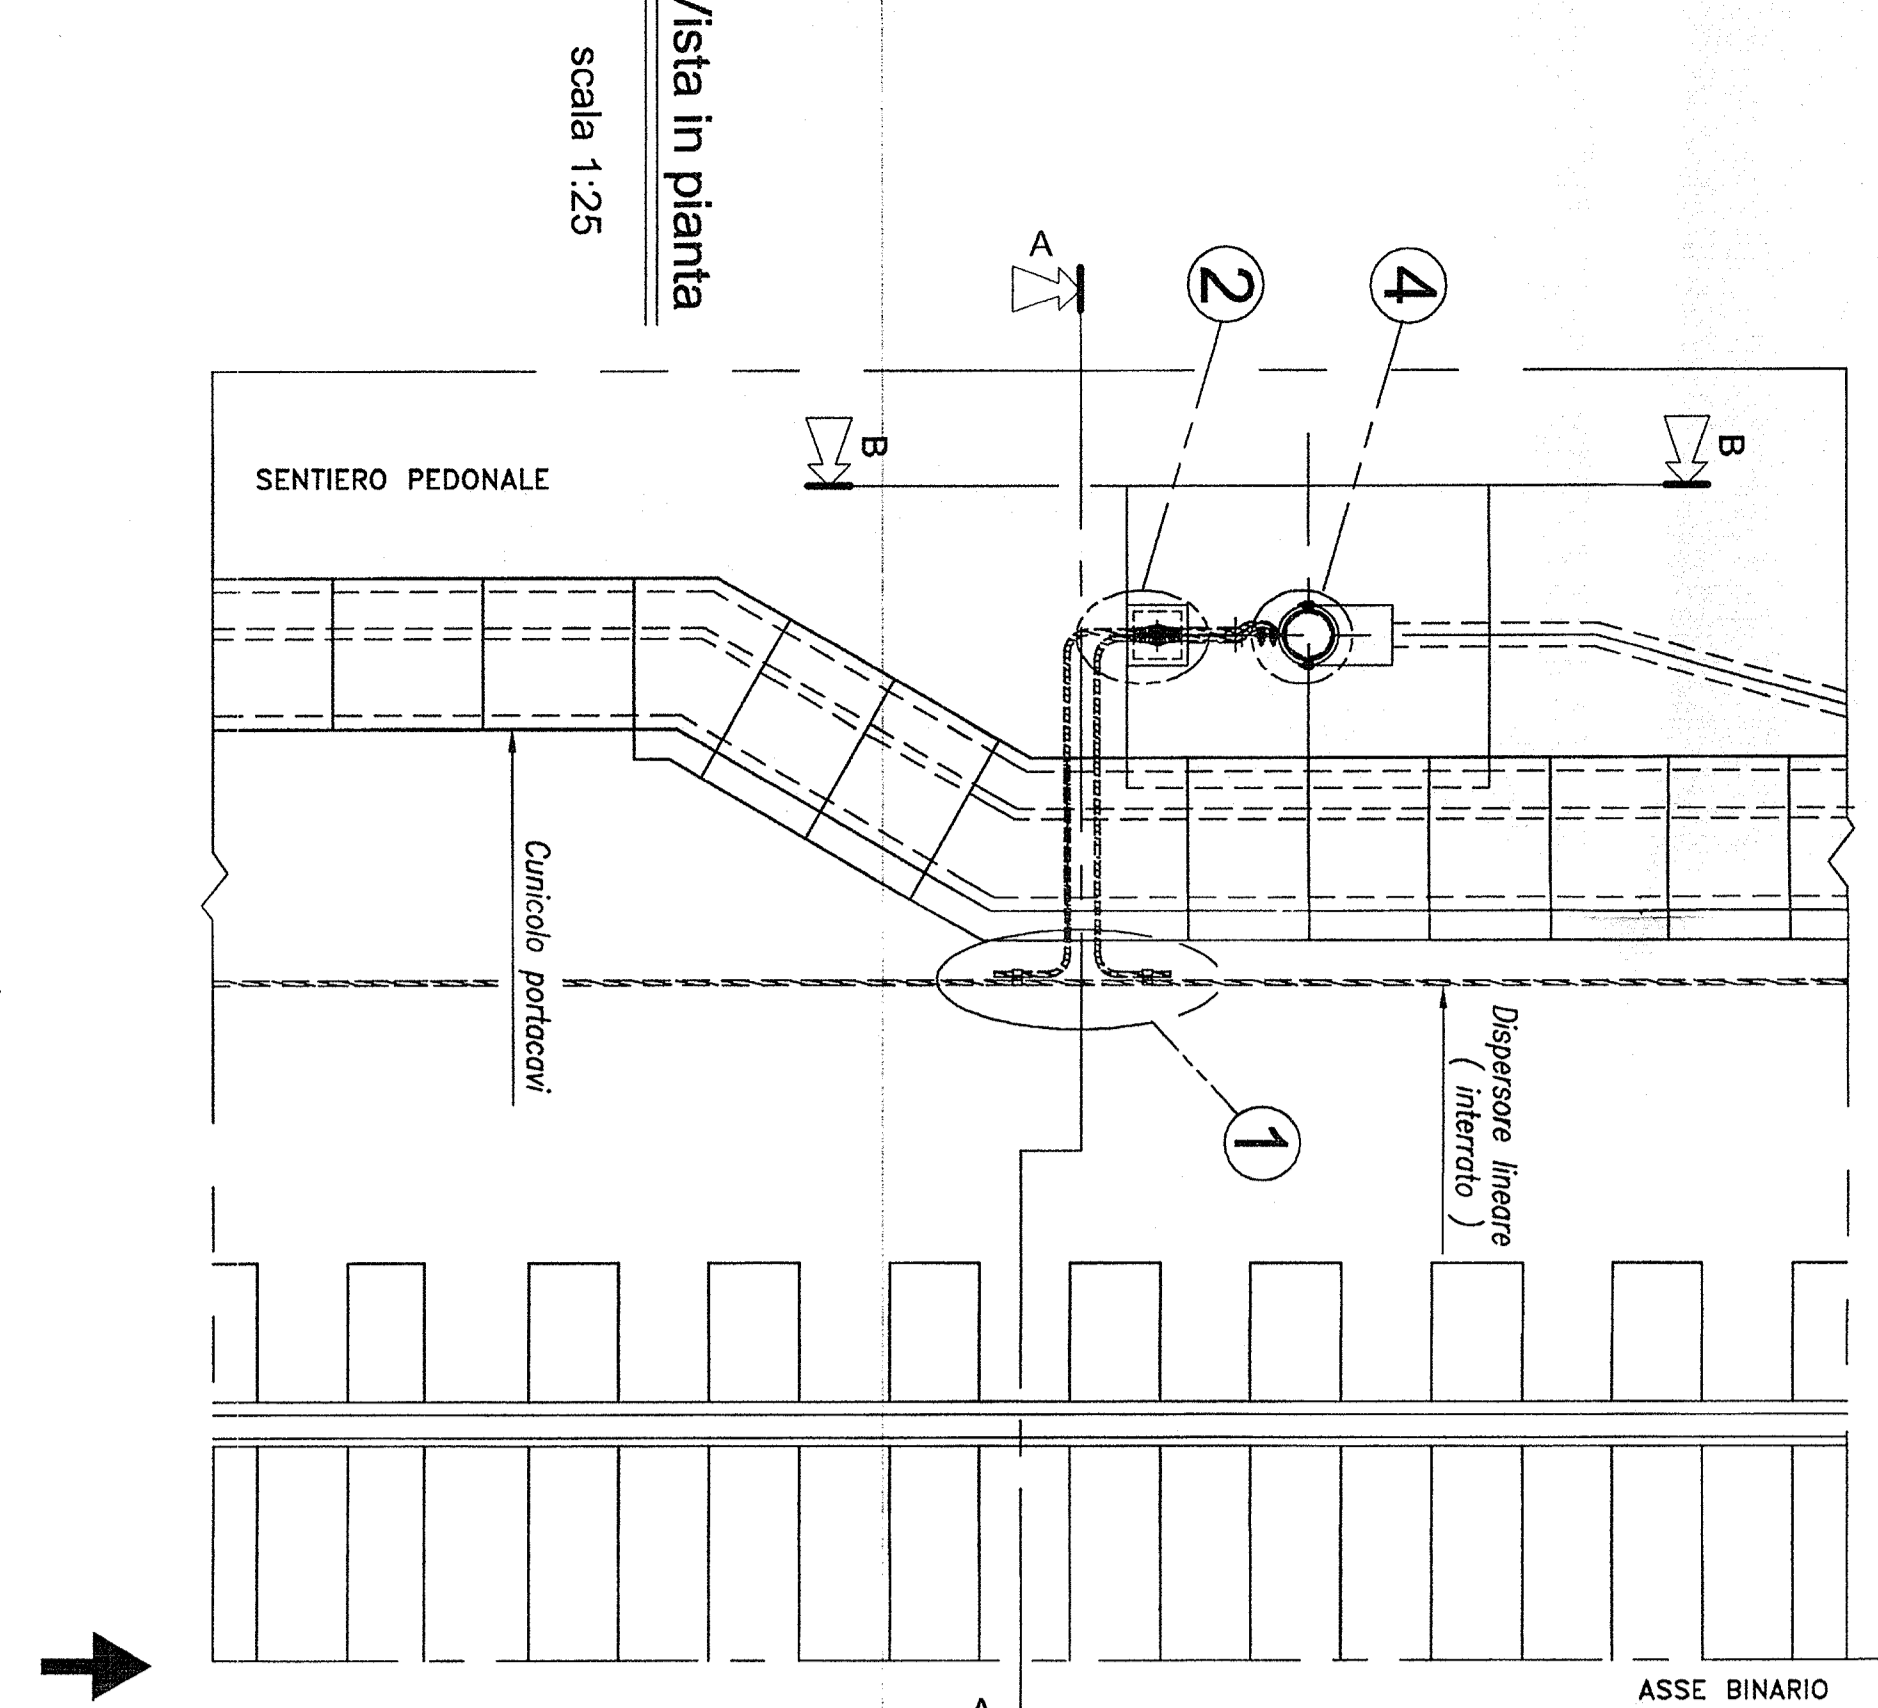 Vista in pianta
scala 1:25
A
2
4
B
B
SENTIERO PEDONALE
Cunicolo portacavi
Dispersore lineare
( interrato )
1
A
ASSE BINARIO